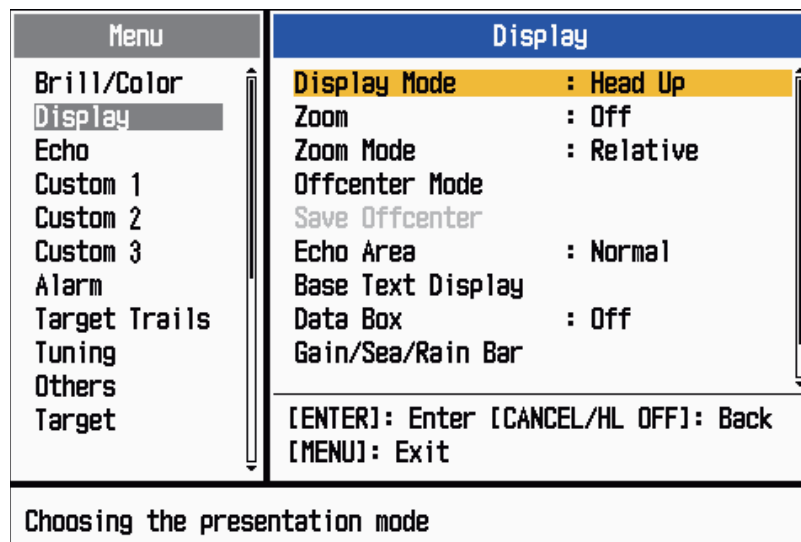 Menu
Brill/Color
Display
Echo
Custom 1
Custom 2
Custom 3
Alarm
Target Trails
Tuning
Others
Target
Display
Display Mode : Head Up
Zoom : Off
Zoom Mode : Relative
Offcenter Mode
Save Offcenter
Echo Area : Normal
Base Text Display
Data Box : Off
Gain/Sea/Rain Bar
[ENTER]: Enter [CANCEL/HL OFF]: Back
[MENU]: Exit
Choosing the presentation mode